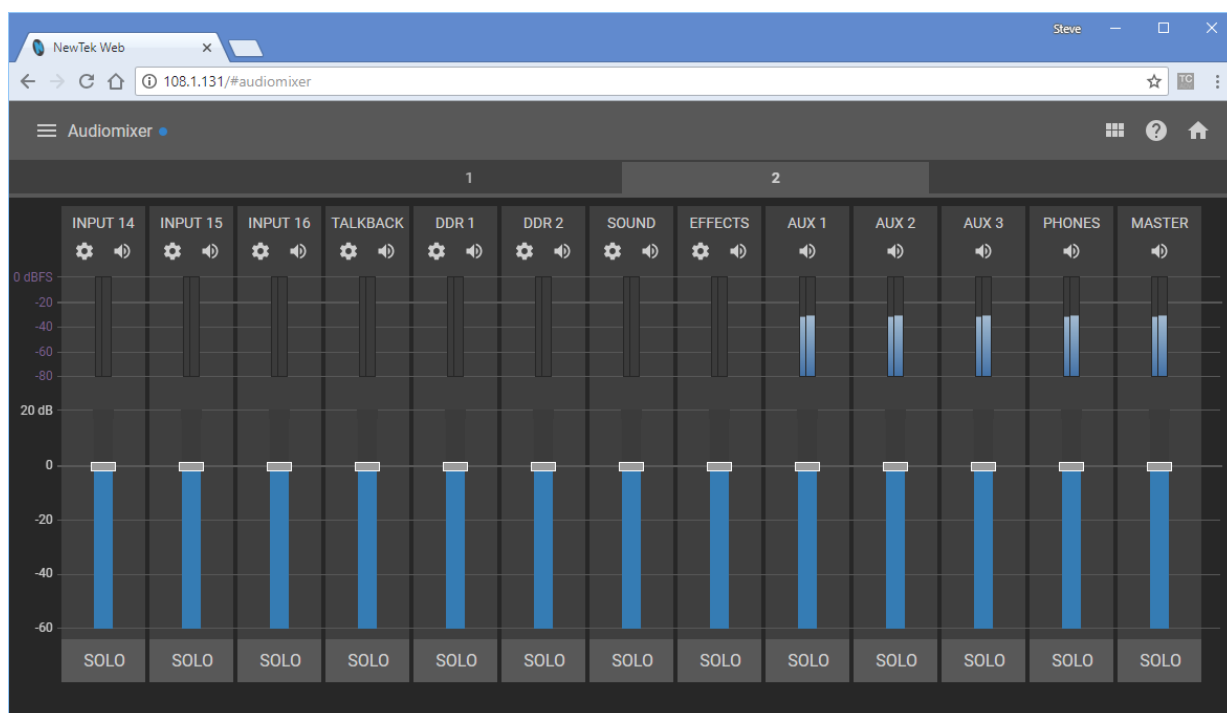 Steve
NewTek Web
108.1.131/#audiomixer
TC
Audiomixer
1 2
INPUT 14 INPUT 15 INPUT 16 TALKBACK DDR 1 DDR 2 SOUND EFFECTS AUX 1 AUX 2 AUX 3 PHONES MASTER
0 dBFS
-20
-40
-60
-80
20 dB
0
-20
-40
-60
SOLO SOLO SOLO SOLO SOLO SOLO SOLO SOLO SOLO SOLO SOLO SOLO SOLO